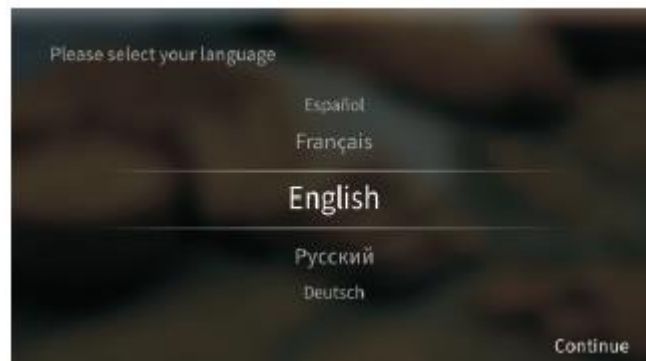 Please select your language
Español
Français
English
Русский
Deutsch
Continue